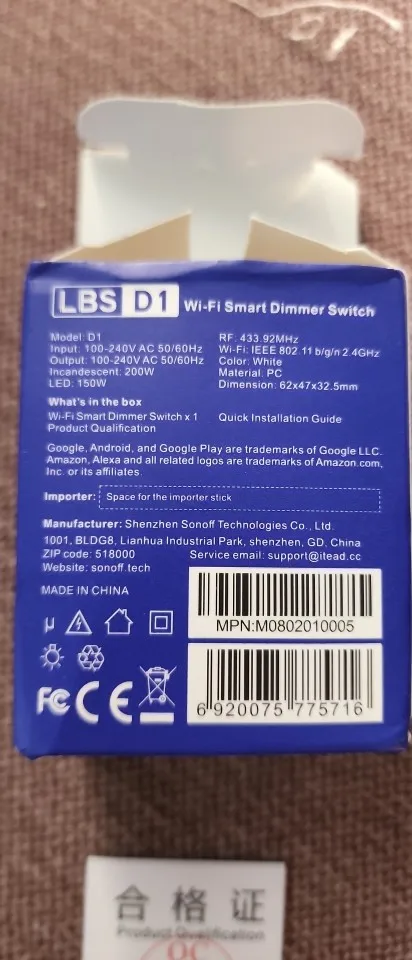 LBS D1 Wi-Fi Smart Dimmer Switch
Model: D1
Input: 100-240V AC 50/60Hz
Output: 100-240V AC 50/60Hz
Incandescent: 200W
LED: 150W
RF: 433.92MHz
Wi-Fi: IEEE 802.11 b/g/n 2.4GHz
Color: White
Material: PC
Dimension: 62x47x32.5mm
What's in the box
Wi-Fi Smart Dimmer Switch x 1 Quick Installation Guide
Product Qualification
Google, Android, and Google Play are trademarks of Google LLC.
Amazon, Alexa and all related logos are trademarks of Amazon.com,
Inc. or its affiliates.
Importer: Space for the importer stick
Manufacturer: Shenzhen Sonoff Technologies Co., Ltd.
1001, BLDG8, Lianhua Industrial Park, shenzhen, GD, China
ZIP code: 518000 Service email: support@itead.cc
Website: sonoff.tech
MADE IN CHINA
MPN:M0802010005
μ
FC CE
6 920075 775716
合格证
Product Qualification
QC